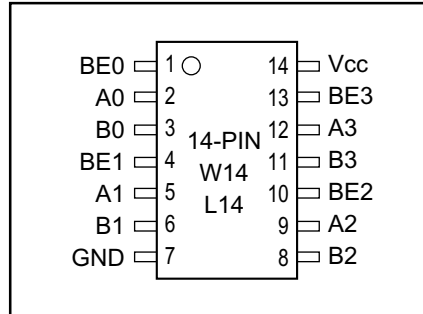 BE0 1 14 Vcc
A0 2 13 BE3
B0 3 12 A3
14-PIN
BE1 4 11 B3
W14
A1 5 10 BE2
L14
B1 6 9 A2
GND 7 8 B2